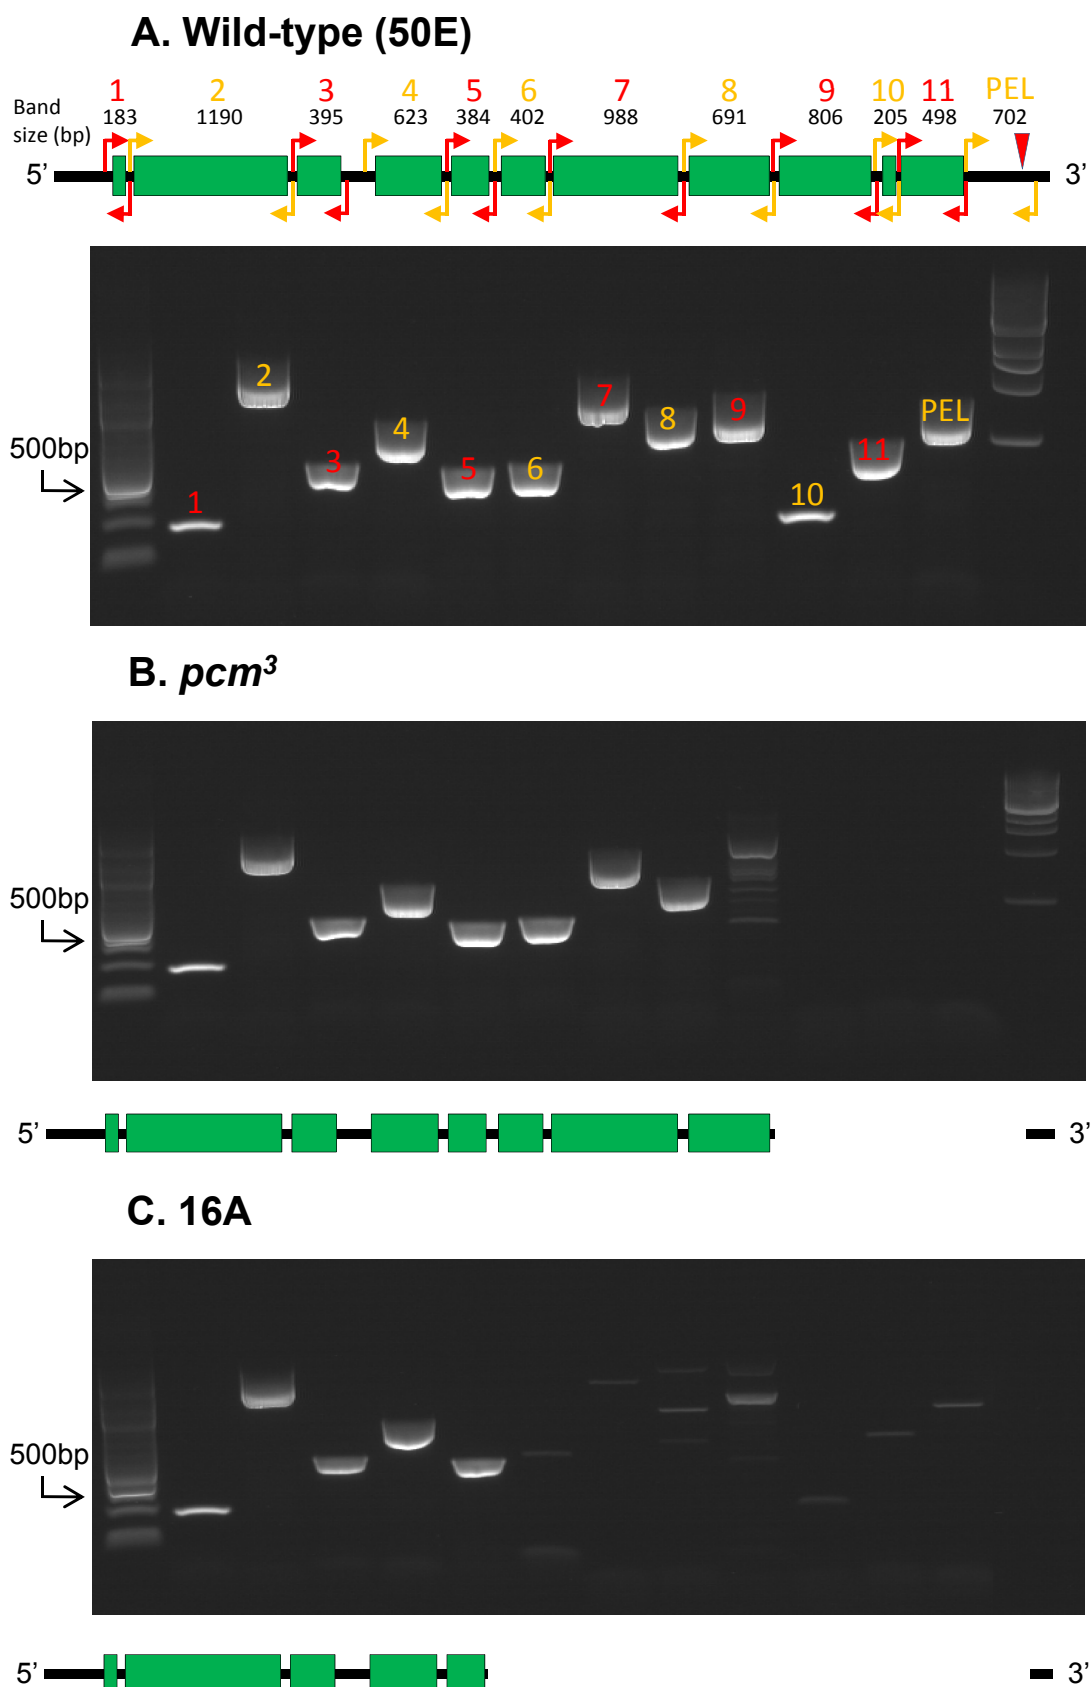 A. Wild-type (50E)
1 2 3 4 5 6 7 8 9 10 11 PEL
Band size (bp)
183 1190 395 623 384 402 988 691 806 205 498 702
5’ 3’
500bp
1 2 3 4 5 6 7 8 9 10 11 PEL
B. pcm³
500bp
5’ 3’
C. 16A
500bp
5’ 3’